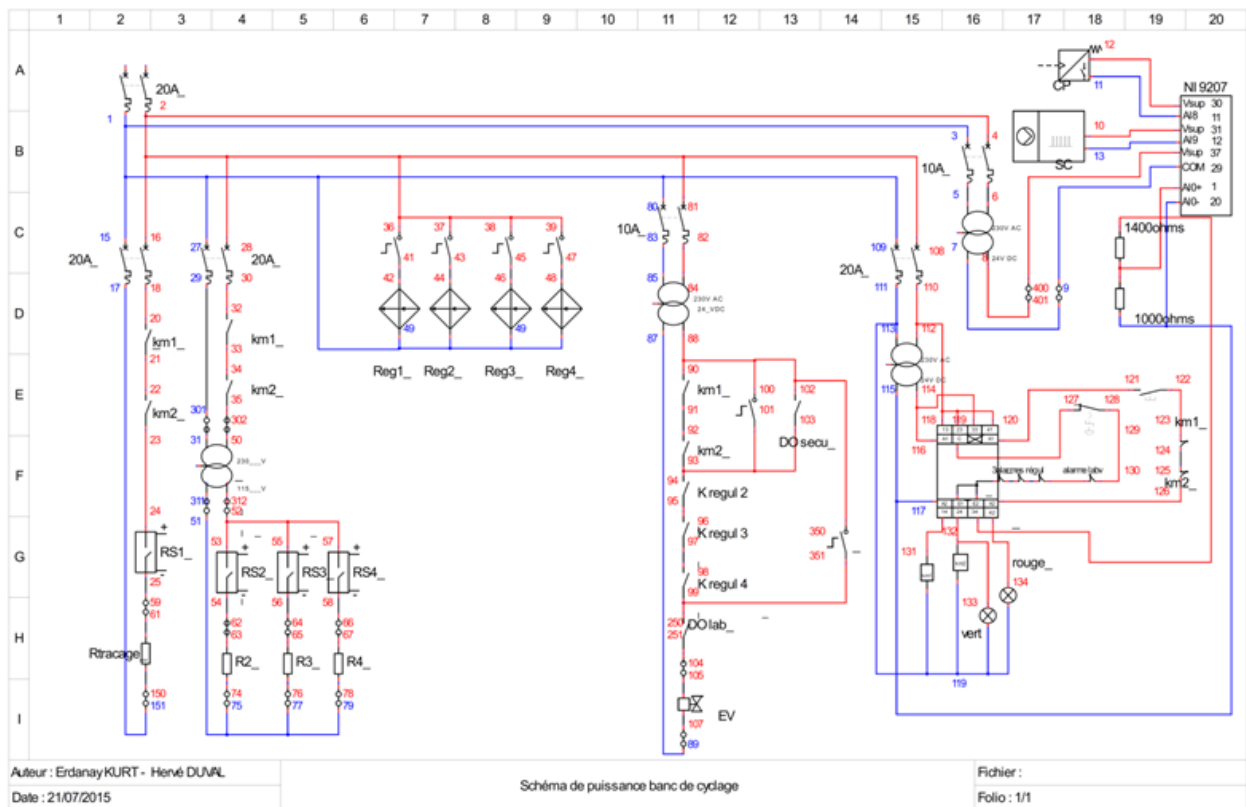 1 2 3 4 5 6 7 8 9 10 11 12 13 14 15 16 17 18 19 20
A
12
20A_
CP
2
11
NI 9207
Vsup 30
1
AI8 11
B
3
4
10
Vsup 31
AI9 12
13
Vsup 37
SC
10A_
COM 29
5
6
AI0+ 1
AI0- 20
80 81
C
15 16
27 28
36 37 38 39
10A_
83 82
230V AC
1400ohms
109 108
7
8
20A_
20A_
41 43 45 47
24V DC
20A_
17 18
29 30
42 44 46 48
85 84
111 110
400 9
401
D
32
230V AC
24_VDC
20
49 49
1000ohms
km1_
km1_
87 88
113 112
21
33
34
Reg1_ Reg2_ Reg3_ Reg4_
90
230V AC
24V DC
E
22
km2_
km1_
100 102
115 114
121 122
35
101 103
127 128
km2_
91
118 119 120
123
301 302
92
km1_
23
31 50
km2_
DO secu_
116
129
124
F
230___V
93
3alarmes régul
alarme labv
130
125
94
km2_
115___V
K regul 2
126
24
311 312
95
51 52
117
96
350
132
G
53 55 57
K regul 3
351
131
97
RS1_
RS2_ RS3 RS4_
rouge_
25
98
134
K regul 4
54 56 58
99
133
59
61
H
62 64 66
250
DO lab_
63 65 67
251
vert
Rtracage_
R2_ R3_ R4_
104
105
119
150
74 76 78
I
151
75 77 79
EV
107
89
Auteur : Erdanay KURT - Hervé DUVAL
Schéma de puissance banc de cyclage
Fichier :
Date : 21/07/2015
Folio : 1/1